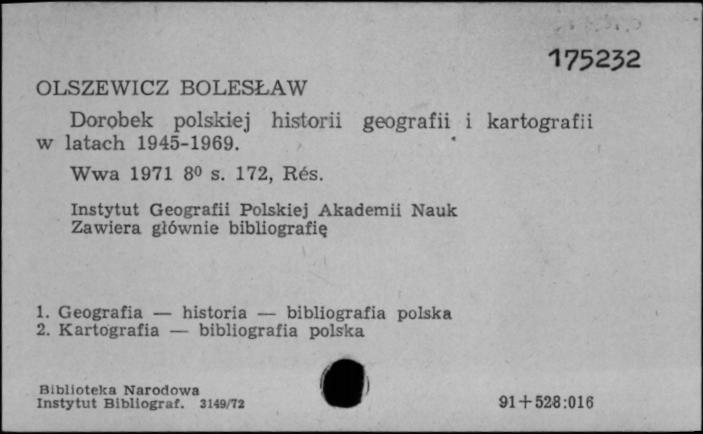 175232
OLSZEWICZ BOLESŁAW
Dorobek polskiej historii geografii i kartografii
w latach 1945-1969.
Wwa 1971 8⁰ s. 172, Rés.
Instytut Geografii Polskiej Akademii Nauk
Zawiera głównie bibliografię
1. Geografia — historia — bibliografia polska
2. Kartografia — bibliografia polska
Biblioteka Narodowa
Instytut Bibliograf. 3149/72
91+528:016